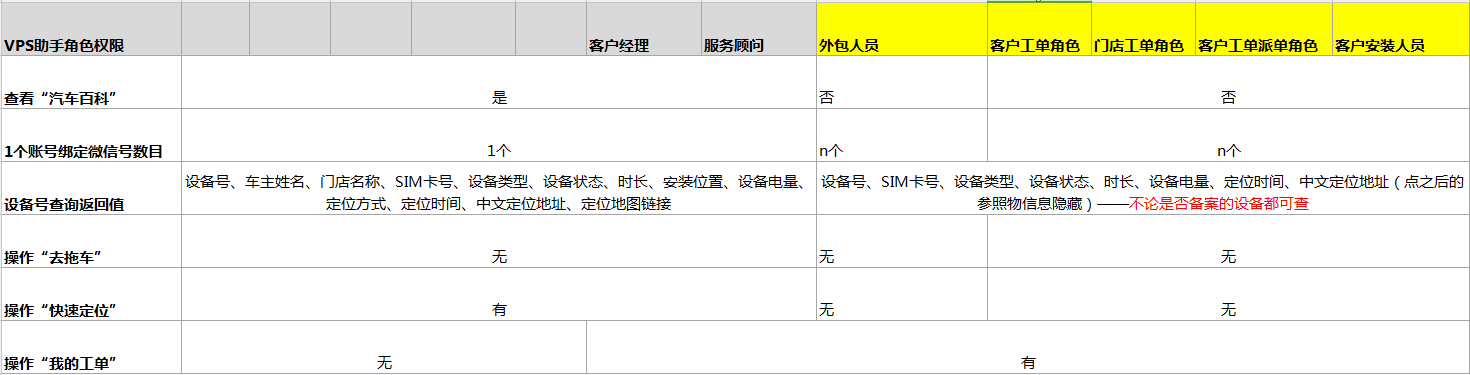 VPS助手角色权限 客户经理 服务顾问 外包人员 客户工单角色 门店工单角色 客户工单派单角色 客户安装人员
查看“汽车百科” 是 否 否
1个账号绑定微信号数目 1个 n个 n个
设备号查询返回值
设备号、车主姓名、门店名称、SIM卡号、设备类型、设备状态、时长、安装位置、设备电量、
定位方式、定位时间、中文定位地址、定位地图链接
设备号、SIM卡号、设备类型、设备状态、时长、设备电量、定位时间、中文定位地址（点之后的
参照物信息隐藏）——不论是否备案的设备都可查
操作“去拖车” 无 无 无
操作“快速定位” 有 无 无
操作“我的工单” 无 有